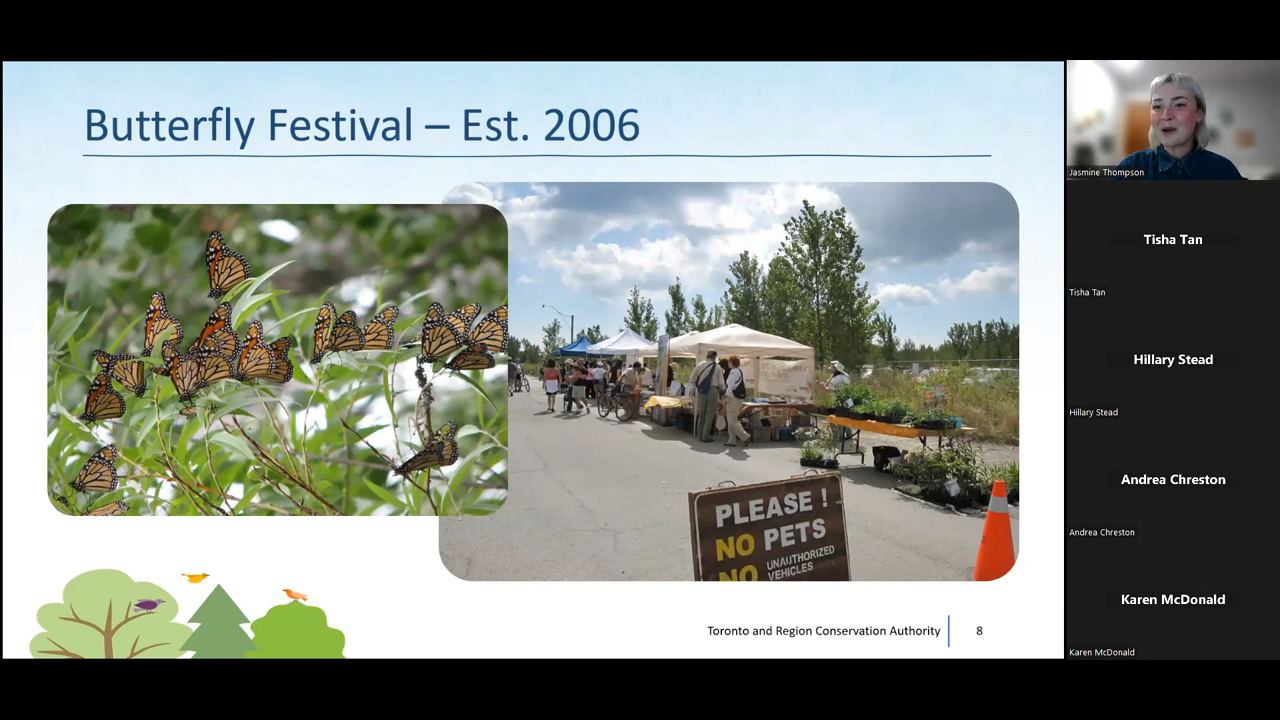 Butterfly Festival – Est. 2006
PLEASE !
NO PETS
NO UNAUTHORIZED
VEHICLES
Toronto and Region Conservation Authority
8
Jasmine Thompson
Tisha Tan
Tisha Tan
Hillary Stead
Hillary Stead
Andrea Chreston
Andrea Chreston
Karen McDonald
Karen McDonald